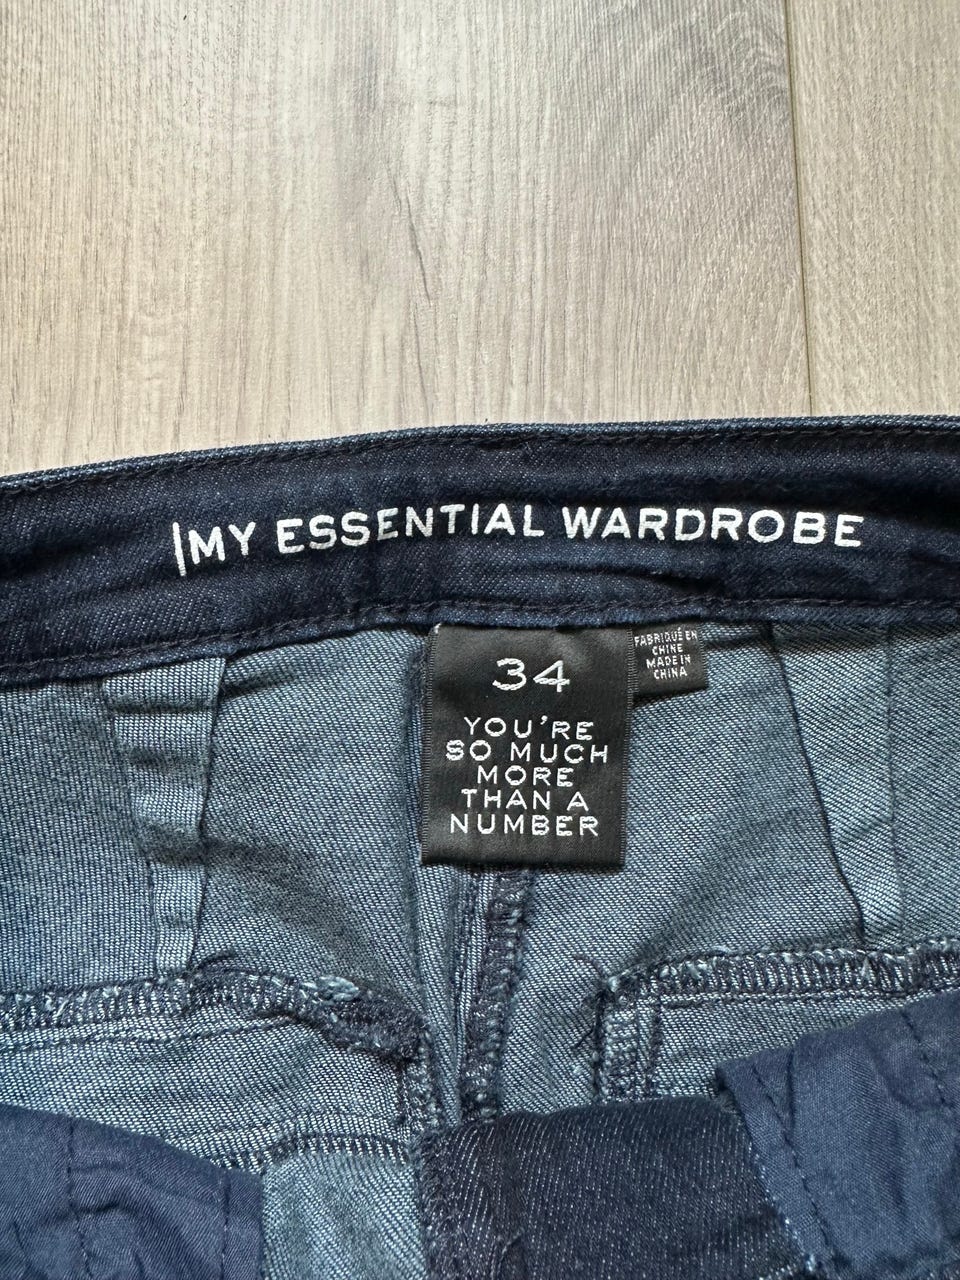 MY ESSENTIAL WARDROBE
34
YOU'RE
SO MUCH
MORE
THAN A
NUMBER
FABRIQUÉ EN
CHINE
MADE IN
CHINA